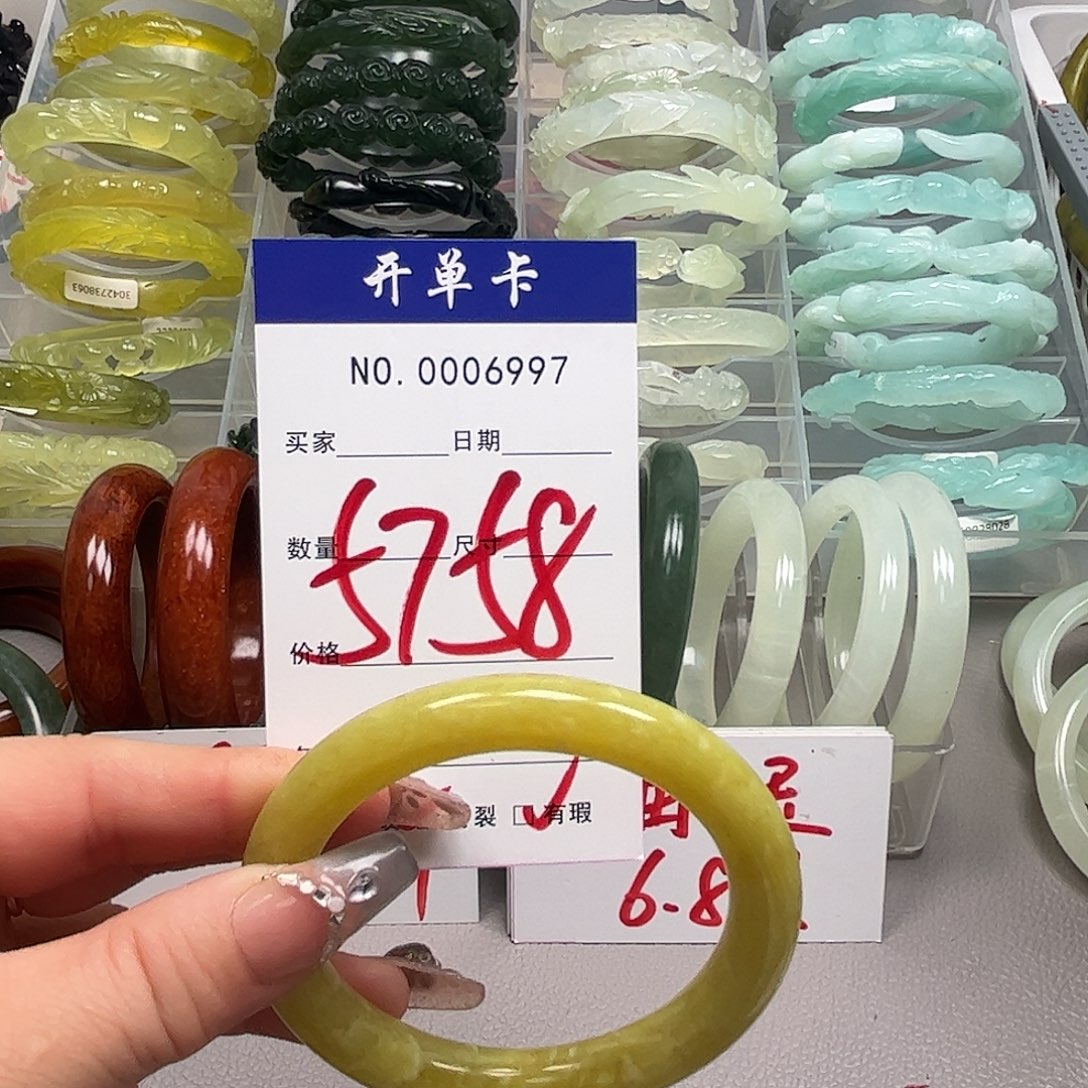 开单卡
NO. 0006997
买家 日期
数量 尺寸
5758
价格
裂 □有瑕
6.8
3042738063